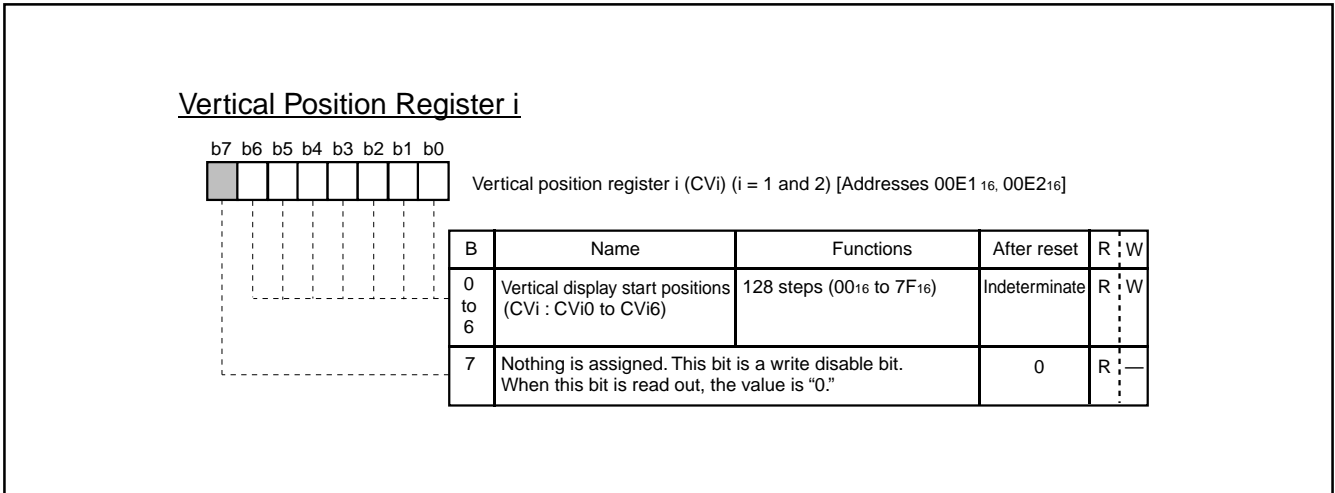 Vertical Position Register i
b7 b6 b5 b4 b3 b2 b1 b0
Vertical position register i (CVi) (i = 1 and 2) [Addresses 00E1 16, 00E216]
B Name Functions After reset R W
0 to 6 Vertical display start positions (CVi : CVi0 to CVi6) 128 steps (0016 to 7F16) Indeterminate R W
7 Nothing is assigned. This bit is a write disable bit. When this bit is read out, the value is “0.” 0 R —